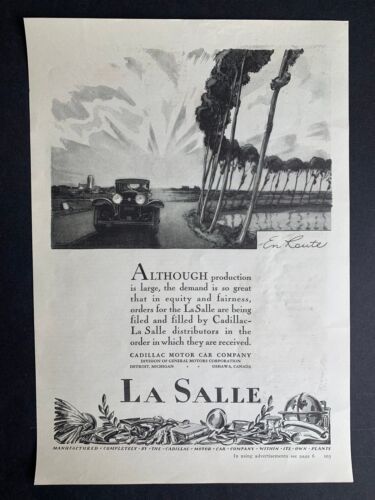 En Route
ALTHOUGH production
is large, the demand is so great
that in equity and fairness,
orders for the LaSalle are being
filed and filled by Cadillac-
La Salle distributors in the
order in which they are received.
CADILLAC MOTOR CAR COMPANY
DIVISION OF GENERAL MOTORS CORPORATION
DETROIT, MICHIGAN • • OSHAWA, CANADA
LA SALLE
MANUFACTURED • COMPLETELY • BY • THE • CADILLAC • MOTOR • CAR • COMPANY • WITHIN • ITS • OWN • PLANTS
In using advertisements see page 6 103